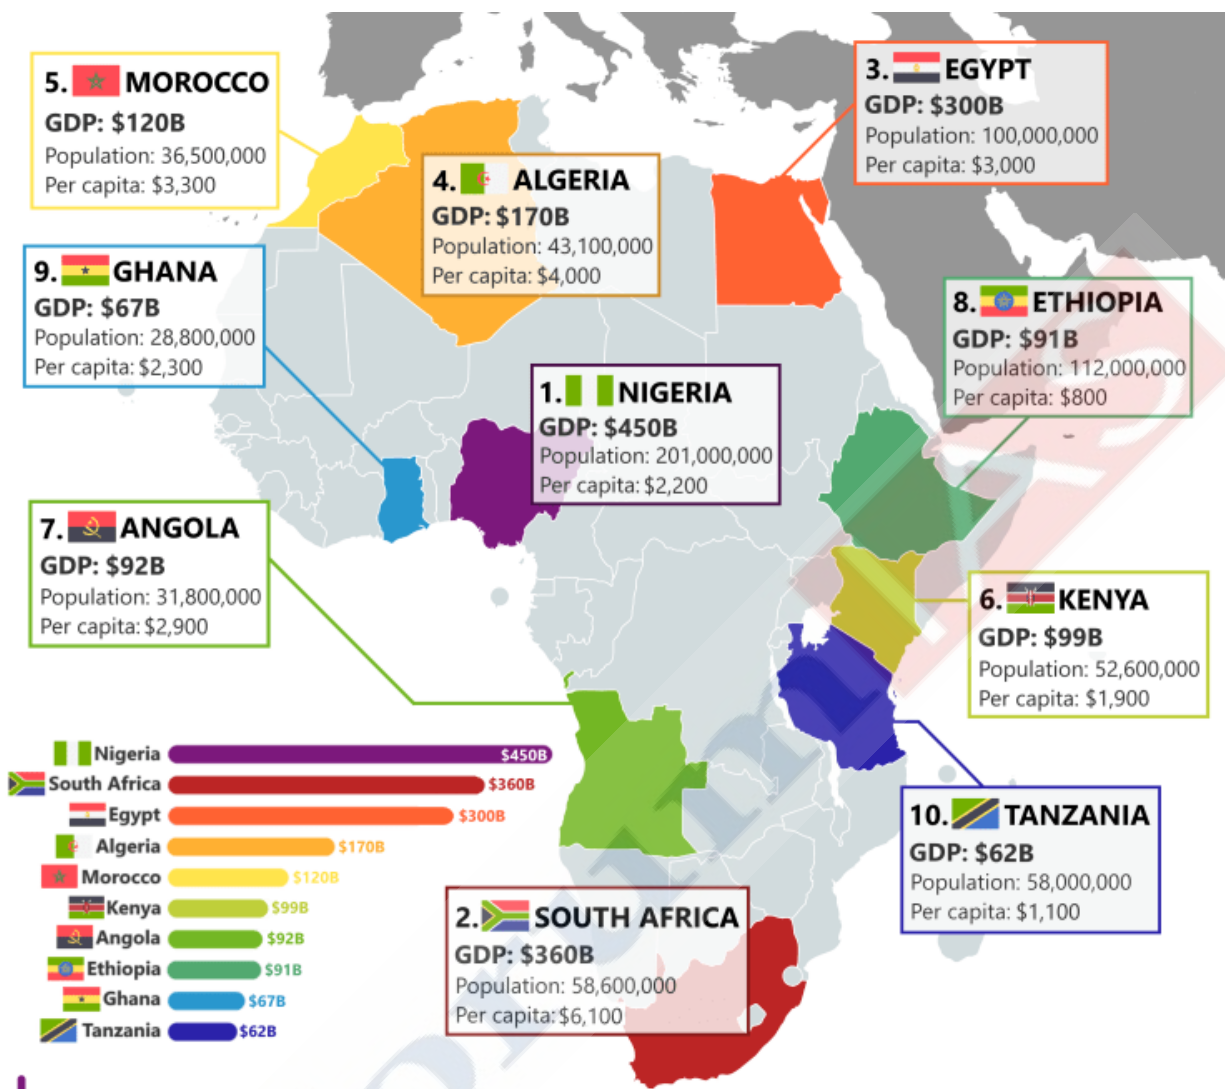 5. MOROCCO
GDP: $120B
Population: 36,500,000
Per capita: $3,300
3. EGYPT
GDP: $300B
Population: 100,000,000
Per capita: $3,000
4. ALGERIA
GDP: $170B
Population: 43,100,000
Per capita: $4,000
9. GHANA
GDP: $67B
Population: 28,800,000
Per capita: $2,300
8. ETHIOPIA
GDP: $91B
Population: 112,000,000
Per capita: $800
1. NIGERIA
GDP: $450B
Population: 201,000,000
Per capita: $2,200
7. ANGOLA
GDP: $92B
Population: 31,800,000
Per capita: $2,900
6. KENYA
GDP: $99B
Population: 52,600,000
Per capita: $1,900
10. TANZANIA
GDP: $62B
Population: 58,000,000
Per capita: $1,100
2. SOUTH AFRICA
GDP: $360B
Population: 58,600,000
Per capita: $6,100
Nigeria $450B
South Africa $360B
Egypt $300B
Algeria $170B
Morocco $120B
Kenya $99B
Angola $92B
Ethiopia $91B
Ghana $67B
Tanzania $62B
orum IAS